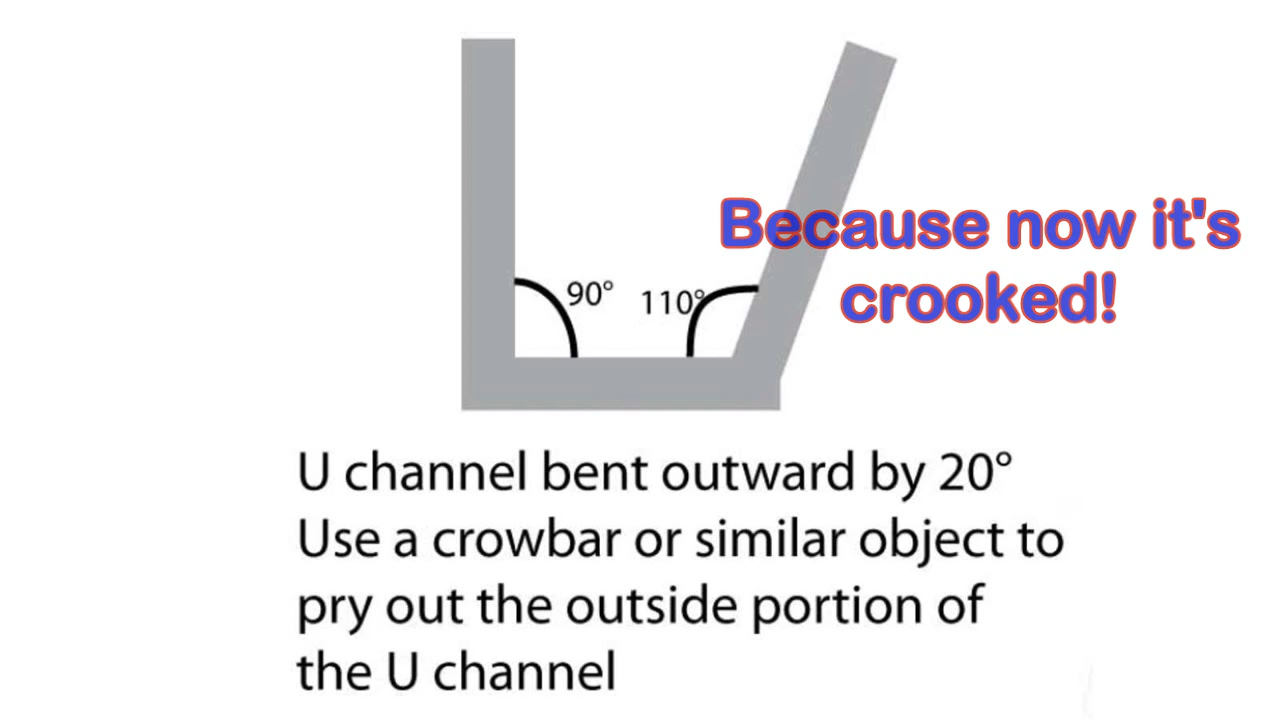 Because now it's
crooked!
90° 110°
U channel bent outward by 20°
Use a crowbar or similar object to
pry out the outside portion of
the U channel